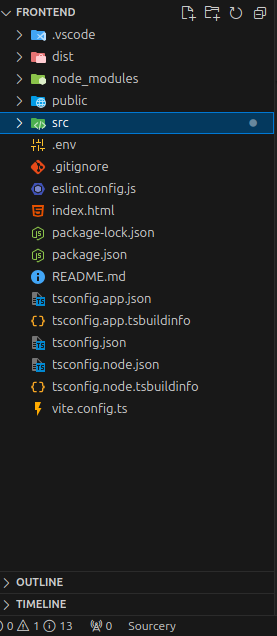 FRONTEND
.vscode
dist
node_modules
public
src
.env
.gitignore
eslint.config.js
index.html
package-lock.json
package.json
README.md
tsconfig.app.json
tsconfig.app.tsbuildinfo
tsconfig.json
tsconfig.node.json
tsconfig.node.tsbuildinfo
vite.config.ts
OUTLINE
TIMELINE
0 1 13 0 Sourcery